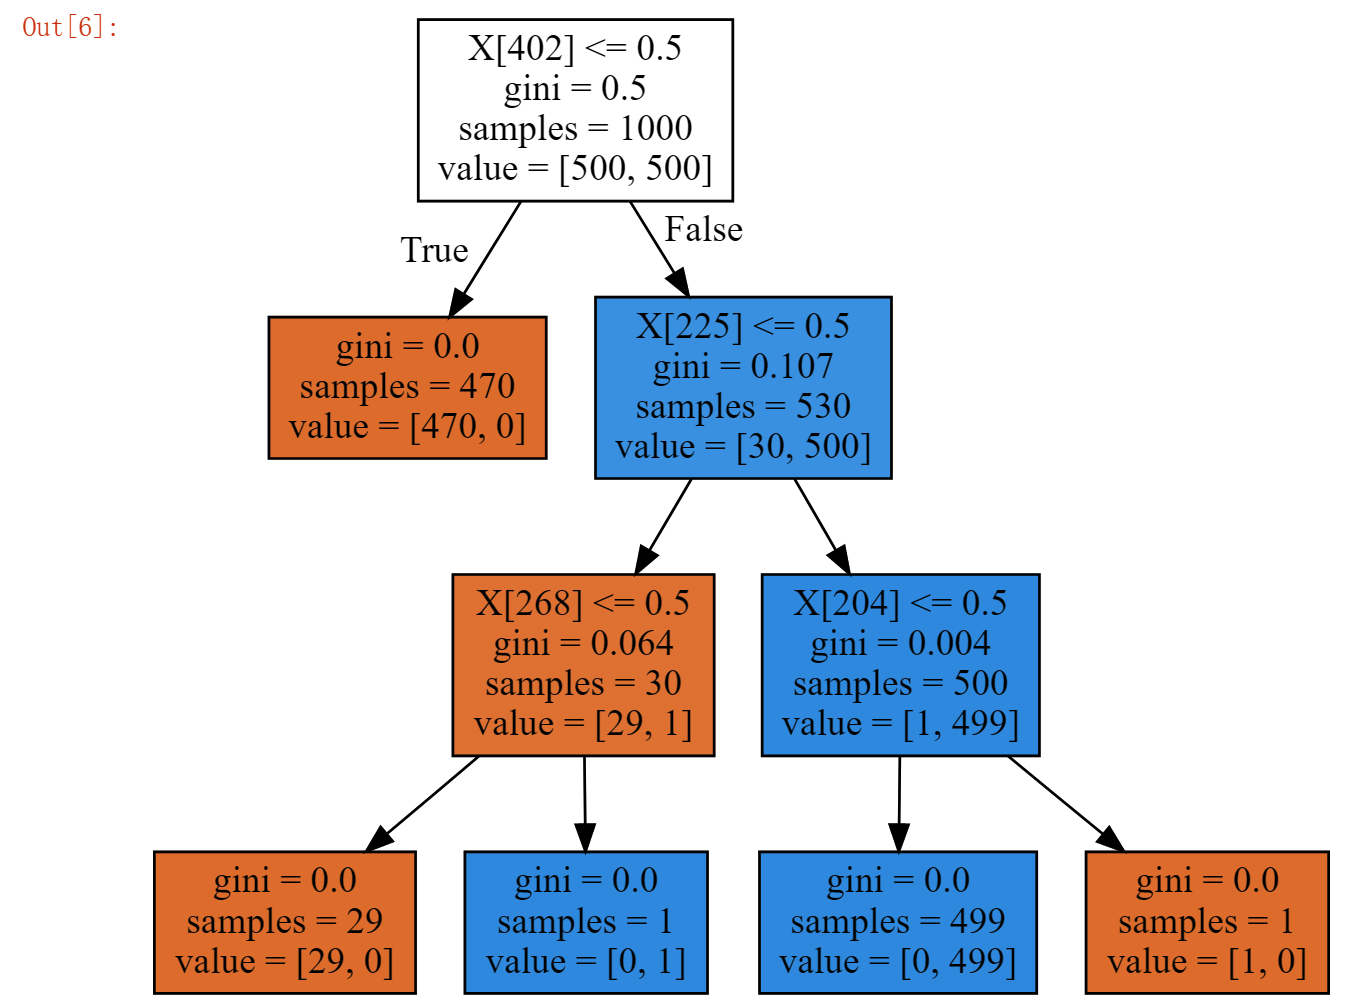 Out[6]:
X[402] <= 0.5
gini = 0.5
samples = 1000
value = [500, 500]
True
False
gini = 0.0
samples = 470
value = [470, 0]
X[225] <= 0.5
gini = 0.107
samples = 530
value = [30, 500]
X[268] <= 0.5
gini = 0.064
samples = 30
value = [29, 1]
X[204] <= 0.5
gini = 0.004
samples = 500
value = [1, 499]
gini = 0.0
samples = 29
value = [29, 0]
gini = 0.0
samples = 1
value = [0, 1]
gini = 0.0
samples = 499
value = [0, 499]
gini = 0.0
samples = 1
value = [1, 0]